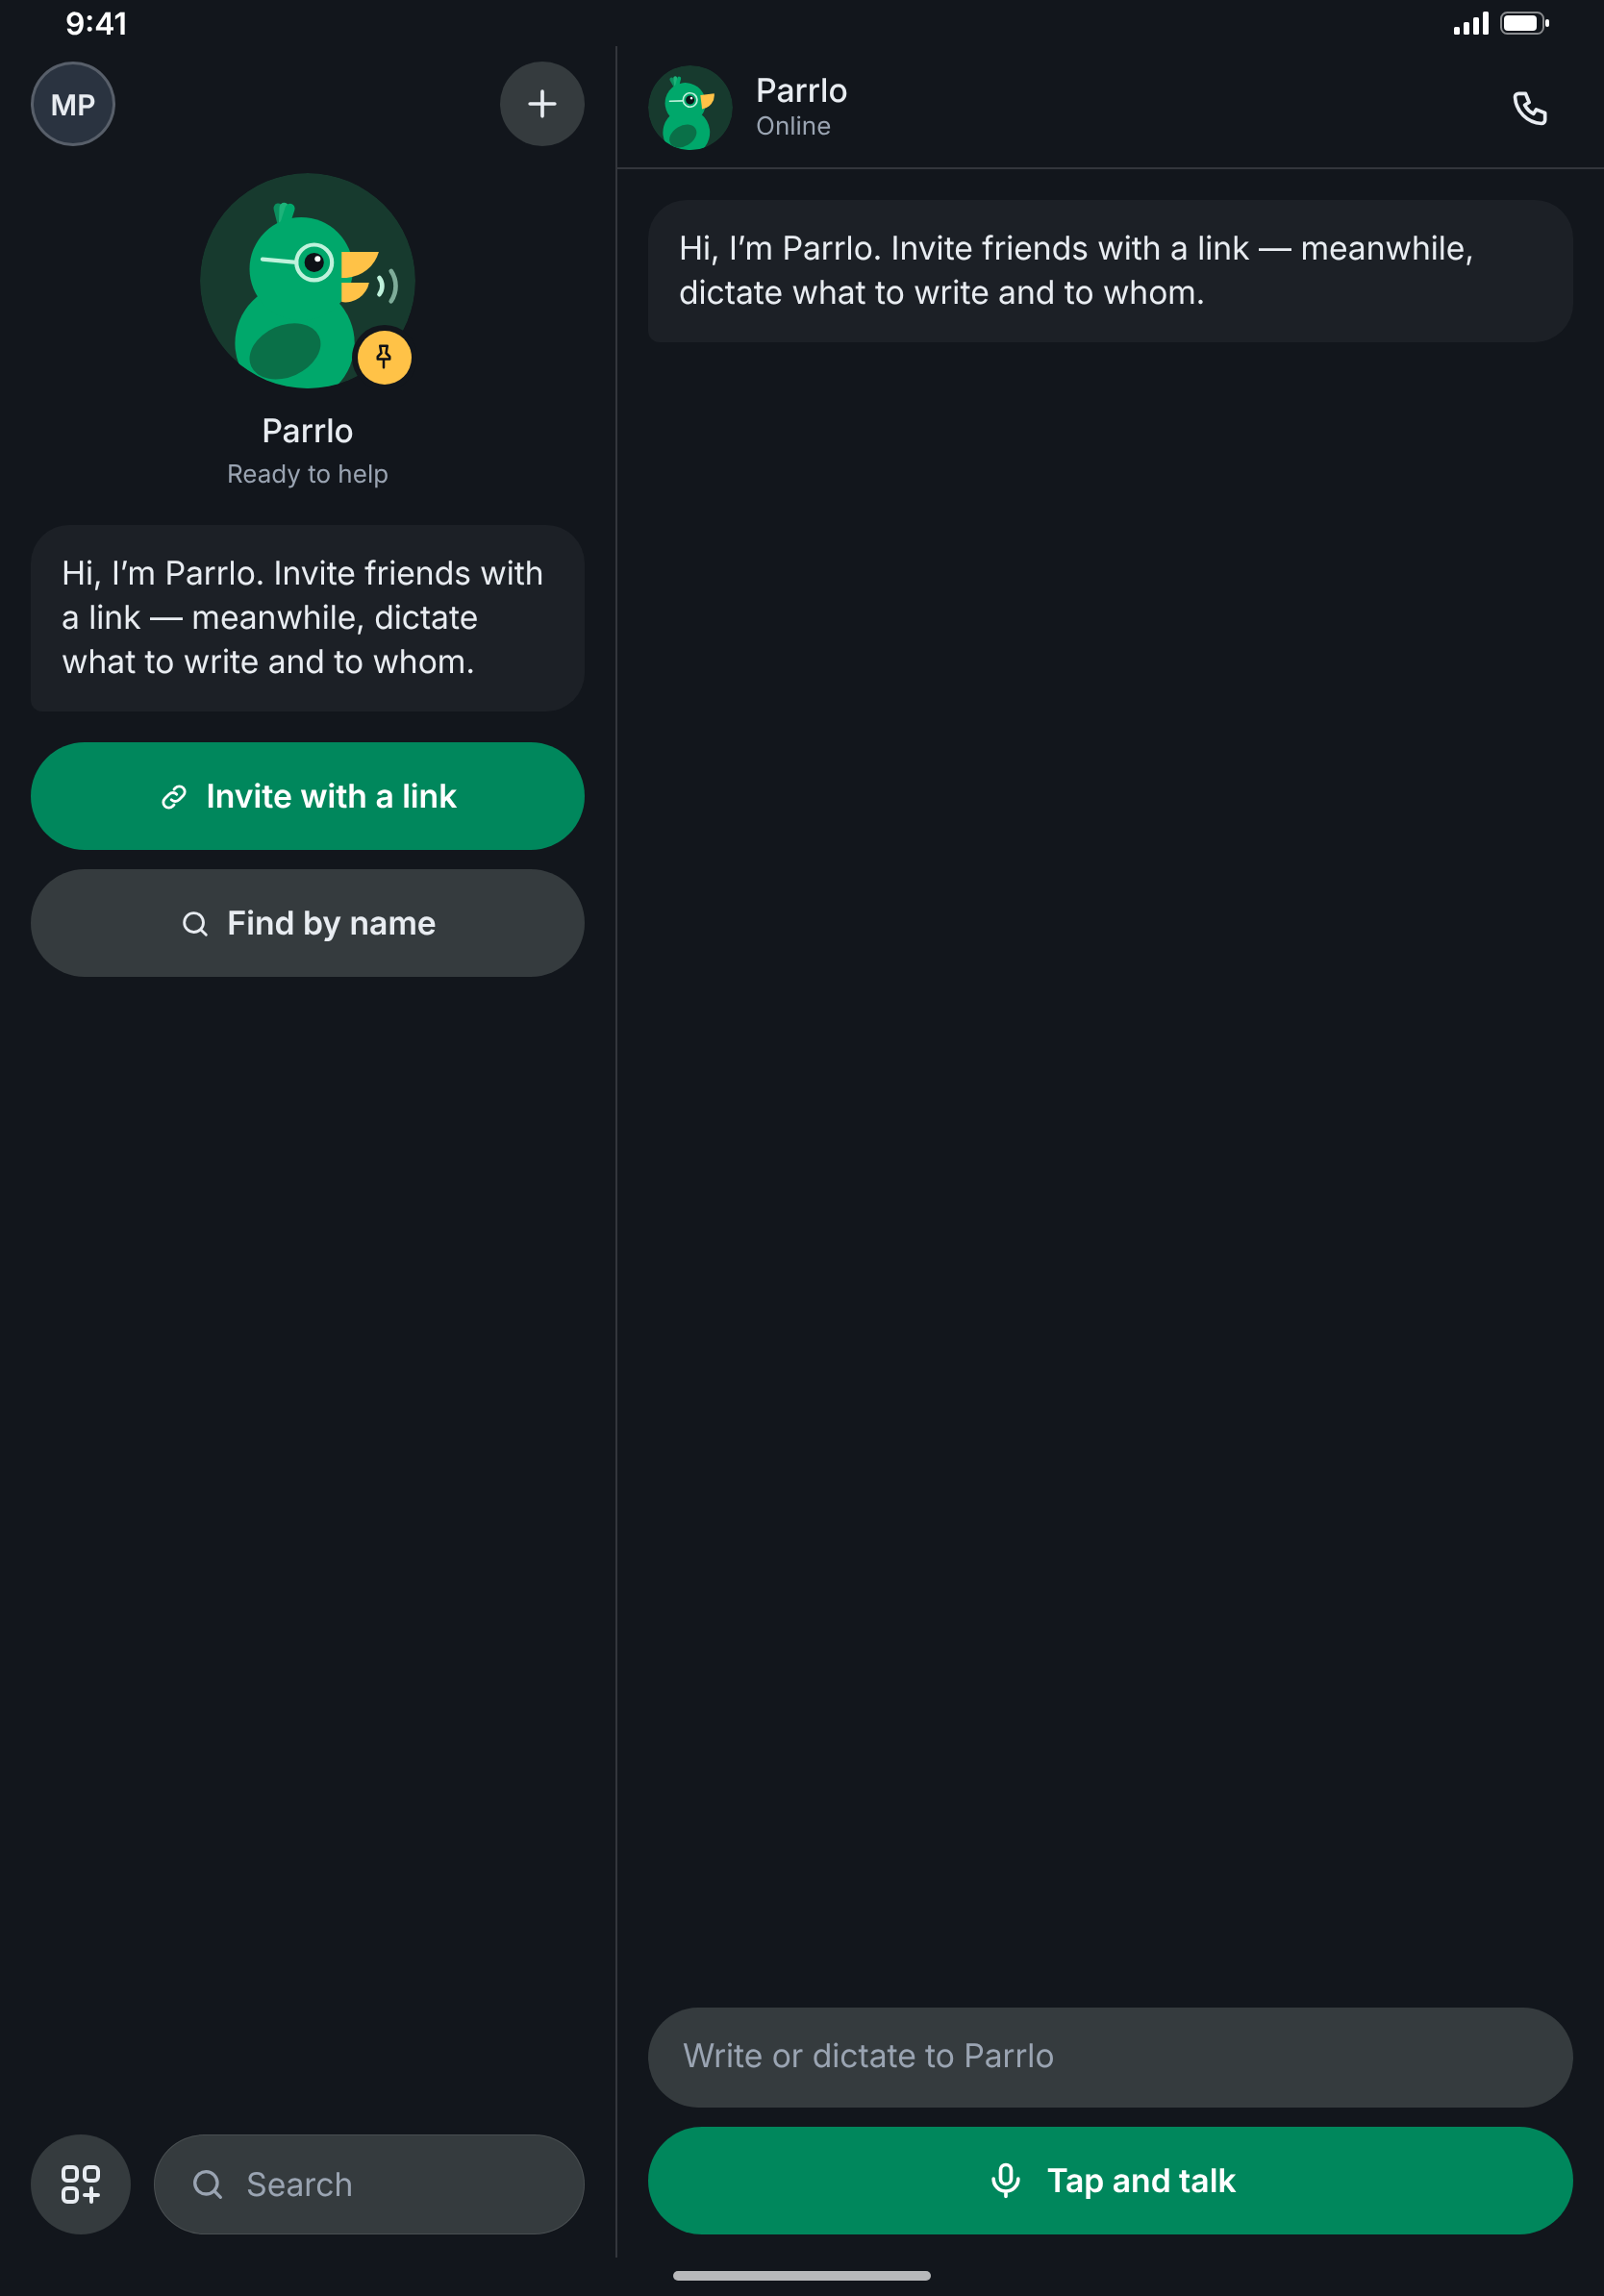 9:41
MP
Parrlo
Ready to help
Hi, I’m Parrlo. Invite friends with
a link — meanwhile, dictate
what to write and to whom.
Invite with a link
Find by name
Search
Parrlo
Online
Hi, I’m Parrlo. Invite friends with a link — meanwhile,
dictate what to write and to whom.
Write or dictate to Parrlo
Tap and talk